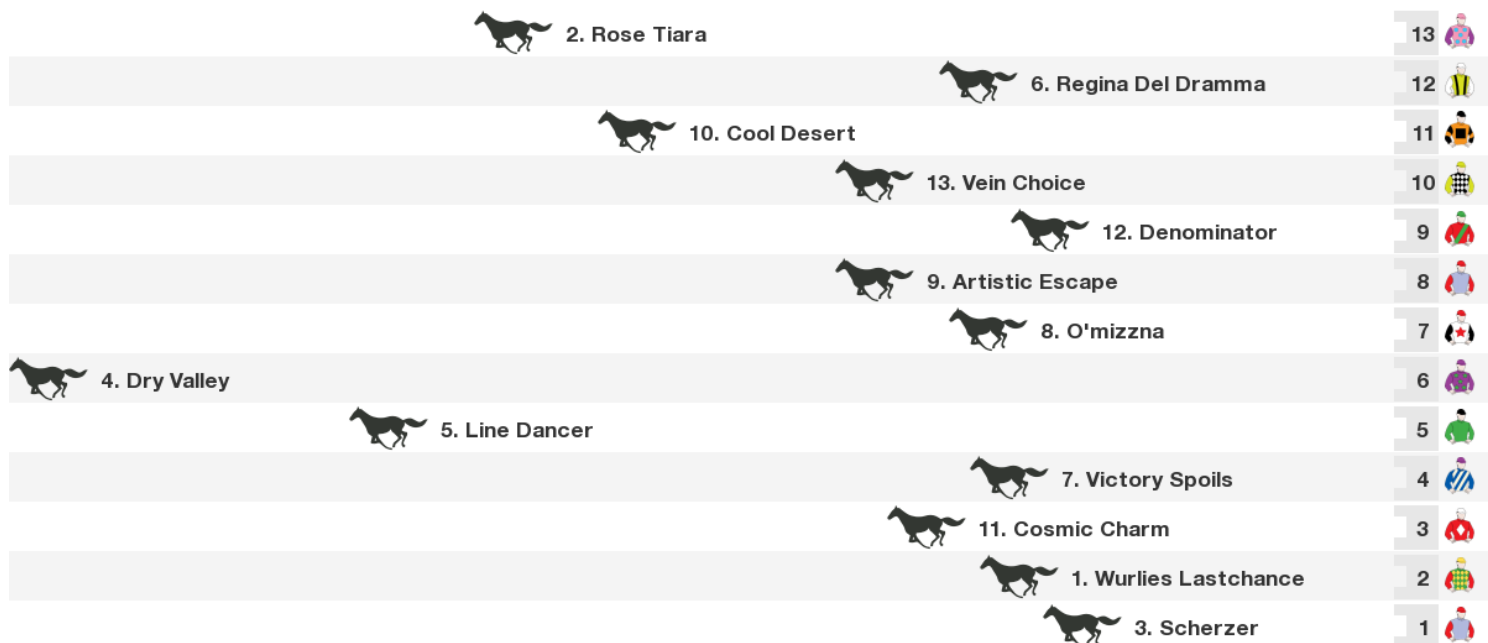 2. Rose Tiara 13
6. Regina Del Dramma 12
10. Cool Desert 11
13. Vein Choice 10
12. Denominator 9
9. Artistic Escape 8
8. O'mizzna 7
4. Dry Valley 6
5. Line Dancer 5
7. Victory Spoils 4
11. Cosmic Charm 3
1. Wurlies Lastchance 2
3. Scherzer 1